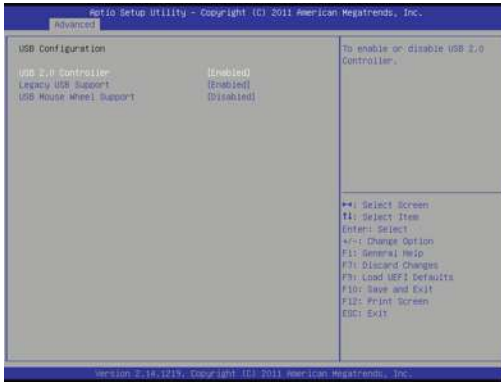 Aptio Setup Utility - Copyright (C) 2011 American Megatrends, Inc.
Advanced
USB Configuration
USB 2.0 Controller [Enabled]
Legacy USB Support [Enabled]
USB Mouse Wheel Support [Disabled]
To enable or disable USB 2.0
Controller.
→←: Select Screen
↑↓: Select Item
Enter: Select
+/-: Change Option
F1: General Help
F7: Discard Changes
F9: Load UEFI Defaults
F10: Save and Exit
F12: Print Screen
ESC: Exit
Version 2.14.1219. Copyright (C) 2011 American Megatrends, Inc.